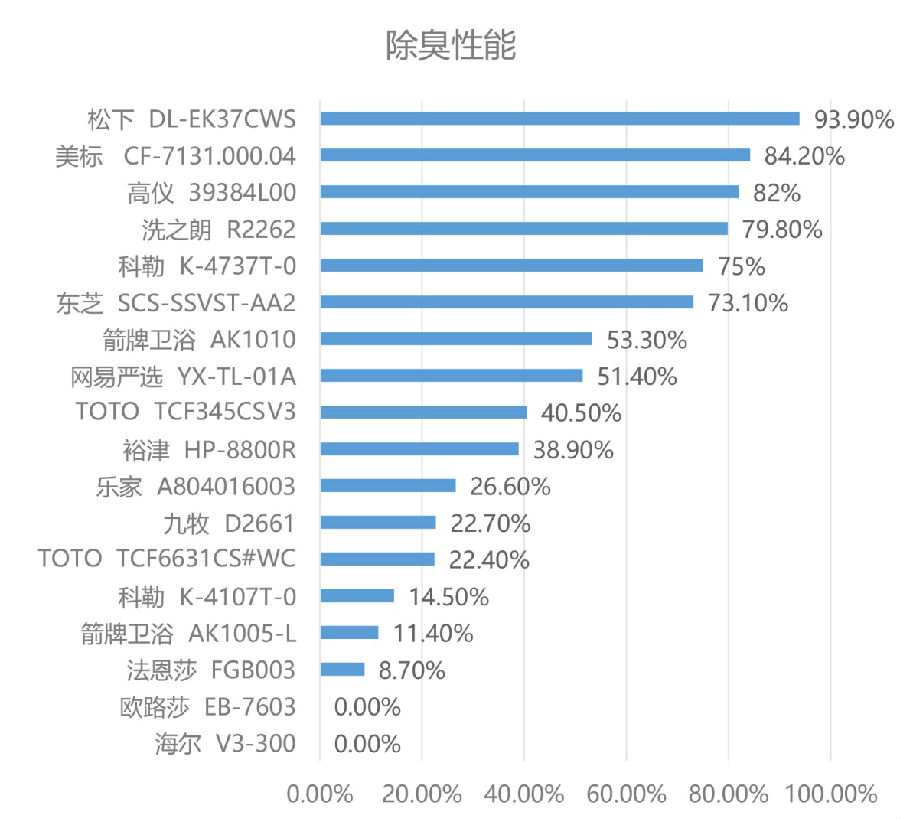 除臭性能
松下 DL-EK37CWS 93.90%
美标 CF-7131.000.04 84.20%
高仪 39384L00 82%
洗之朗 R2262 79.80%
科勒 K-4737T-0 75%
东芝 SCS-SSVST-AA2 73.10%
箭牌卫浴 AK1010 53.30%
网易严选 YX-TL-01A 51.40%
TOTO TCF345CSV3 40.50%
裕津 HP-8800R 38.90%
乐家 A804016003 26.60%
九牧 D2661 22.70%
TOTO TCF6631CS#WC 22.40%
科勒 K-4107T-0 14.50%
箭牌卫浴 AK1005-L 11.40%
法恩莎 FGB003 8.70%
欧路莎 EB-7603 0.00%
海尔 V3-300 0.00%
0.00% 20.00% 40.00% 60.00% 80.00% 100.00%